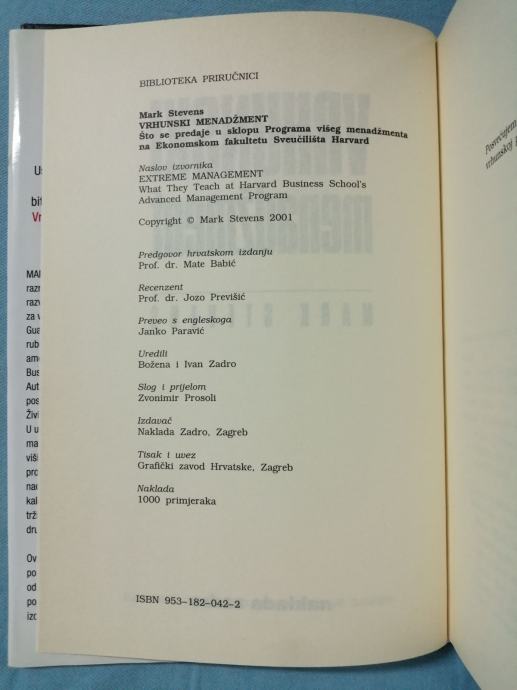 BIBLIOTEKA PRIRUČNICI
Mark Stevens
VRHUNSKI MENADŽMENT
Što se predaje u sklopu Programa višeg menadžmenta
na Ekonomskom fakultetu Sveučilišta Harvard
Naslov izvornika
EXTREME MANAGEMENT
What They Teach at Harvard Business School's
Advanced Management Program
Copyright © Mark Stevens 2001
Predgovor hrvatskom izdanju
Prof. dr. Mate Babić
Recenzent
Prof. dr. Jozo Previšić
Preveo s engleskoga
Janko Paravić
Uredili
Božena i Ivan Zadro
Slog i prijelom
Zvonimir Prosoli
Izdavač
Naklada Zadro, Zagreb
Tisak i uvez
Grafički zavod Hrvatske, Zagreb
Naklada
1000 primjeraka
ISBN 953-182-042-2
Posvećujem
vrhunskoj